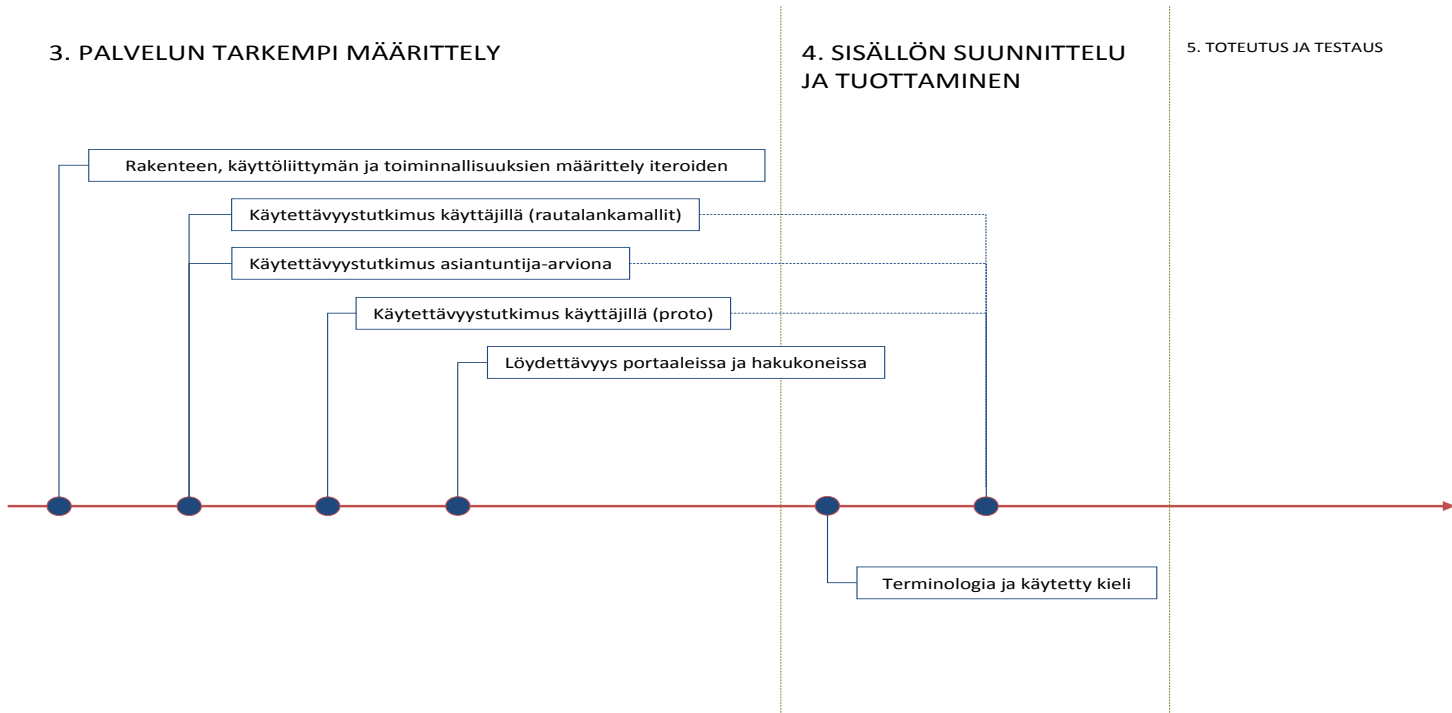 3. PALVELUN TARKEMPI MÄÄRITTELY
4. SISÄLLÖN SUUNNITTELU
JA TUOTTAMINEN
5. TOTEUTUS JA TESTAUS
Rakenteen, käyttöliittymän ja toiminnallisuuksien määrittely iteroiden
Käytettävyystutkimus käyttäjillä (rautalankamallit)
Käytettävyystutkimus asiantuntija-arviona
Käytettävyystutkimus käyttäjillä (proto)
Löydettävyys portaaleissa ja hakukoneissa
Terminologia ja käytetty kieli